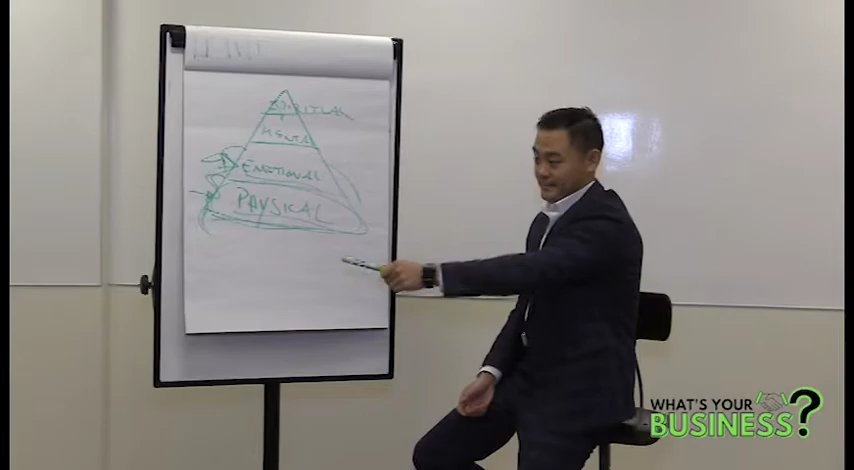 SPIRITUAL
MENTAL
EMOTIONAL
PHYSICAL
WHAT'S YOUR
BUSINESS?